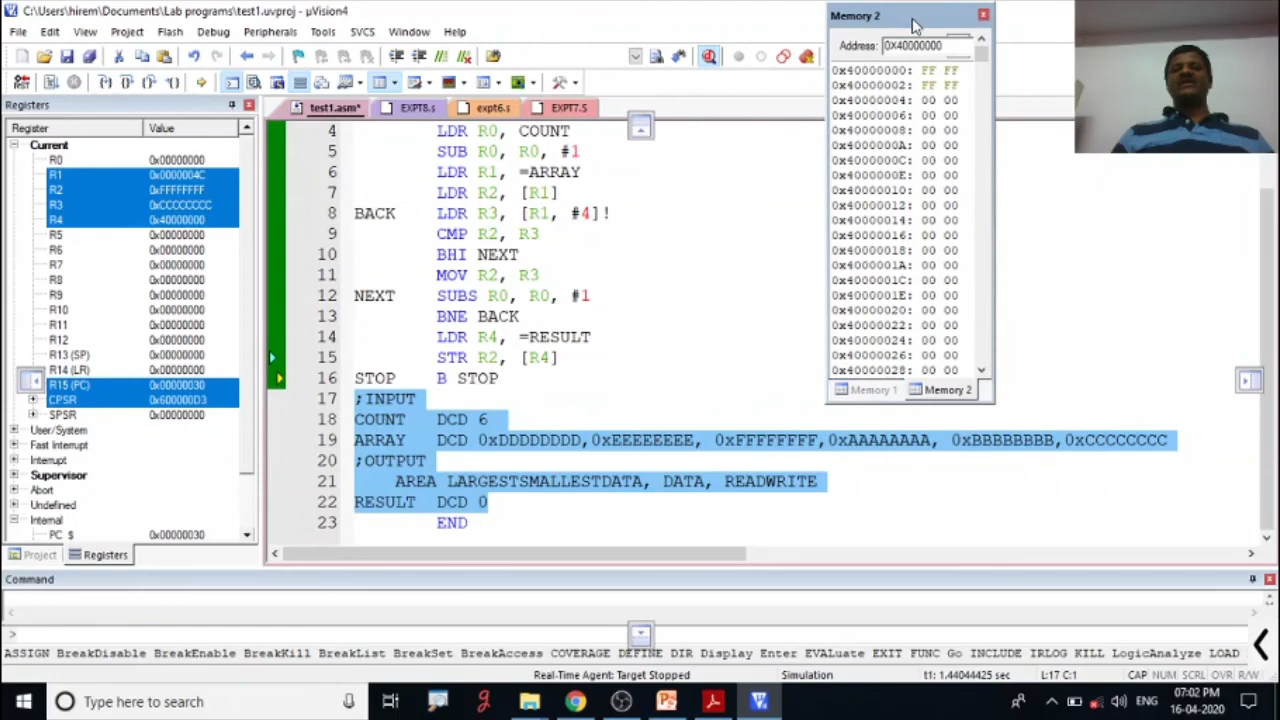 C:\Users\hirem\Documents\Lab programs\test1.uvproj - µVision4
File Edit View Project Flash Debug Peripherals Tools SVCS Window Help
Registers
Register Value
Current
R0 0x00000000
R1 0x0000004C
R2 0xFFFFFFFF
R3 0xCCCCCCCC
R4 0x40000000
R5 0x00000000
R6 0x00000000
R7 0x00000000
R8 0x00000000
R9 0x00000000
R10 0x00000000
R11 0x00000000
R12 0x00000000
R13 (SP) 0x00000000
R14 (LR) 0x00000000
R15 (PC) 0x00000030
CPSR 0x600000D3
SPSR 0x00000000
User/System
Fast Interrupt
Interrupt
Supervisor
Abort
Undefined
Internal
PC $ 0x00000030
Project Registers
test1.asm* EXPT8.s expt6.s EXPT7.S
4 LDR R0, COUNT
5 SUB R0, R0, #1
6 LDR R1, =ARRAY
7 LDR R2, [R1]
8 BACK LDR R3, [R1, #4]!
9 CMP R2, R3
10 BHI NEXT
11 MOV R2, R3
12 NEXT SUBS R0, R0, #1
13 BNE BACK
14 LDR R4, =RESULT
15 STR R2, [R4]
16 STOP B STOP
17 ;INPUT
18 COUNT DCD 6
19 ARRAY DCD 0xDDDDDDDD,0xEEEEEEEE, 0xFFFFFFFF,0xAAAAAAAA, 0xBBBBBBBB,0xCCCCCCCC
20 ;OUTPUT
21 AREA LARGESTSMALLESTDATA, DATA, READWRITE
22 RESULT DCD 0
23 END
Memory 2
Address: 0X40000000
0x40000000: FF FF
0x40000002: FF FF
0x40000004: 00 00
0x40000006: 00 00
0x40000008: 00 00
0x4000000A: 00 00
0x4000000C: 00 00
0x4000000E: 00 00
0x40000010: 00 00
0x40000012: 00 00
0x40000014: 00 00
0x40000016: 00 00
0x40000018: 00 00
0x4000001A: 00 00
0x4000001C: 00 00
0x4000001E: 00 00
0x40000020: 00 00
0x40000022: 00 00
0x40000024: 00 00
0x40000026: 00 00
0x40000028: 00 00
Memory 1 Memory 2
Command
>
ASSIGN BreakDisable BreakEnable BreakKill BreakList BreakSet BreakAccess COVERAGE DEFINE DIR Display Enter EVALuate EXIT FUNC Go INCLUDE IRLOG KILL LogicAnalyze LOAD
Real-Time Agent: Target Stopped Simulation t1: 1.44044425 sec L:17 C:1 CAP NUM SCRL OVR R/W
Type here to search
ENG
07:02 PM
16-04-2020